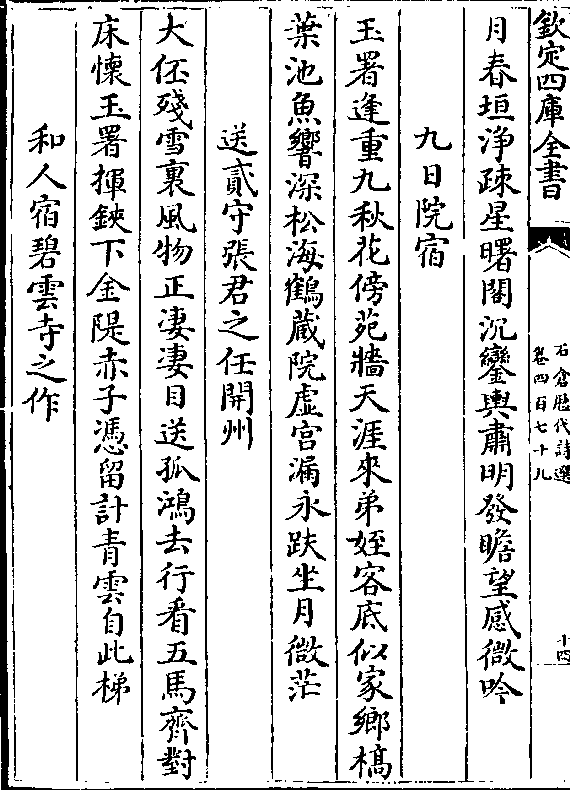 欽定四庫全書
石倉歷代詩選
卷四百七十九
十四
月春垣浄疎星曙閣沉鑾輿肅明發瞻望感微吟
九日院宿
玉署逢重九秋花傍苑牆天涯來弟姪客底似家鄉槁
葉池魚響深松海鶴蔵院虚宫漏永趺坐月微茫
送貳守張君之任開州
大伾殘雪裏風物正凄凄目送孤鴻去行看五馬齊對
床懷玉署揮鋏下金隄赤子憑留計青雲自此梯
和人宿碧雲寺之作